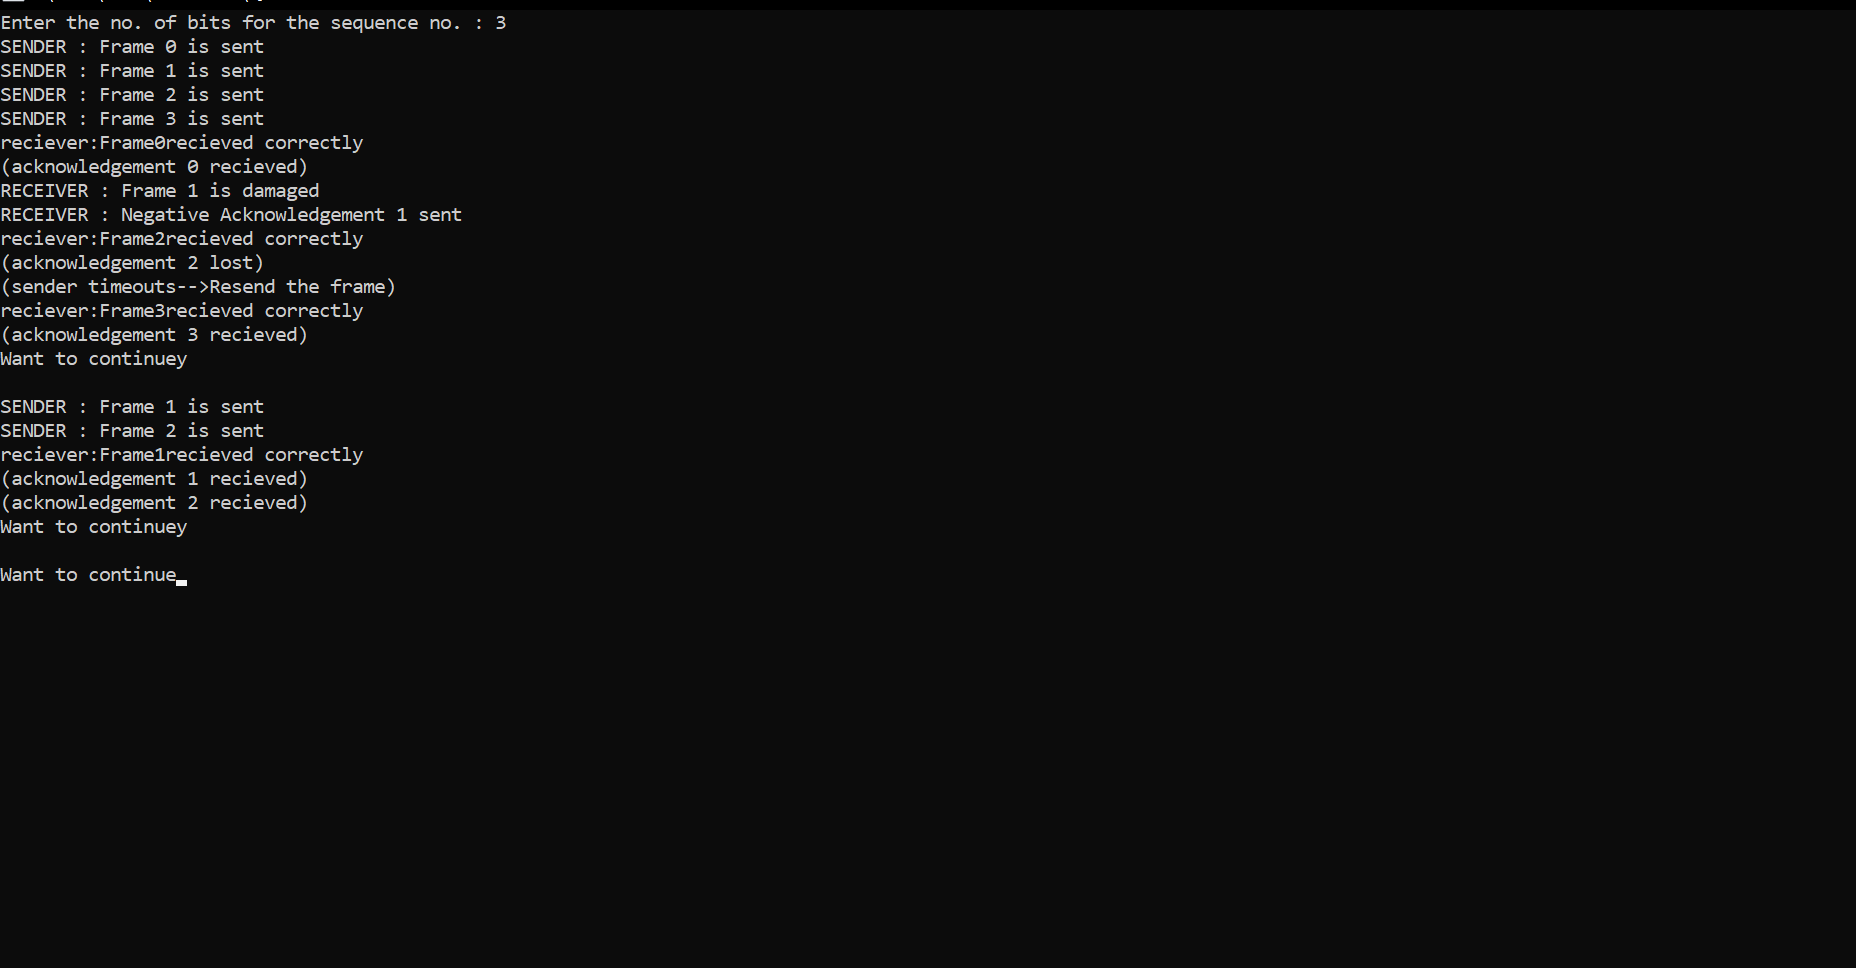 Enter the no. of bits for the sequence no. : 3
SENDER : Frame 0 is sent
SENDER : Frame 1 is sent
SENDER : Frame 2 is sent
SENDER : Frame 3 is sent
reciever:Frame0recieved correctly
(acknowledgement 0 recieved)
RECEIVER : Frame 1 is damaged
RECEIVER : Negative Acknowledgement 1 sent
reciever:Frame2recieved correctly
(acknowledgement 2 lost)
(sender timeouts-->Resend the frame)
reciever:Frame3recieved correctly
(acknowledgement 3 recieved)
Want to continuey
SENDER : Frame 1 is sent
SENDER : Frame 2 is sent
reciever:Frame1recieved correctly
(acknowledgement 1 recieved)
(acknowledgement 2 recieved)
Want to continuey
Want to continue